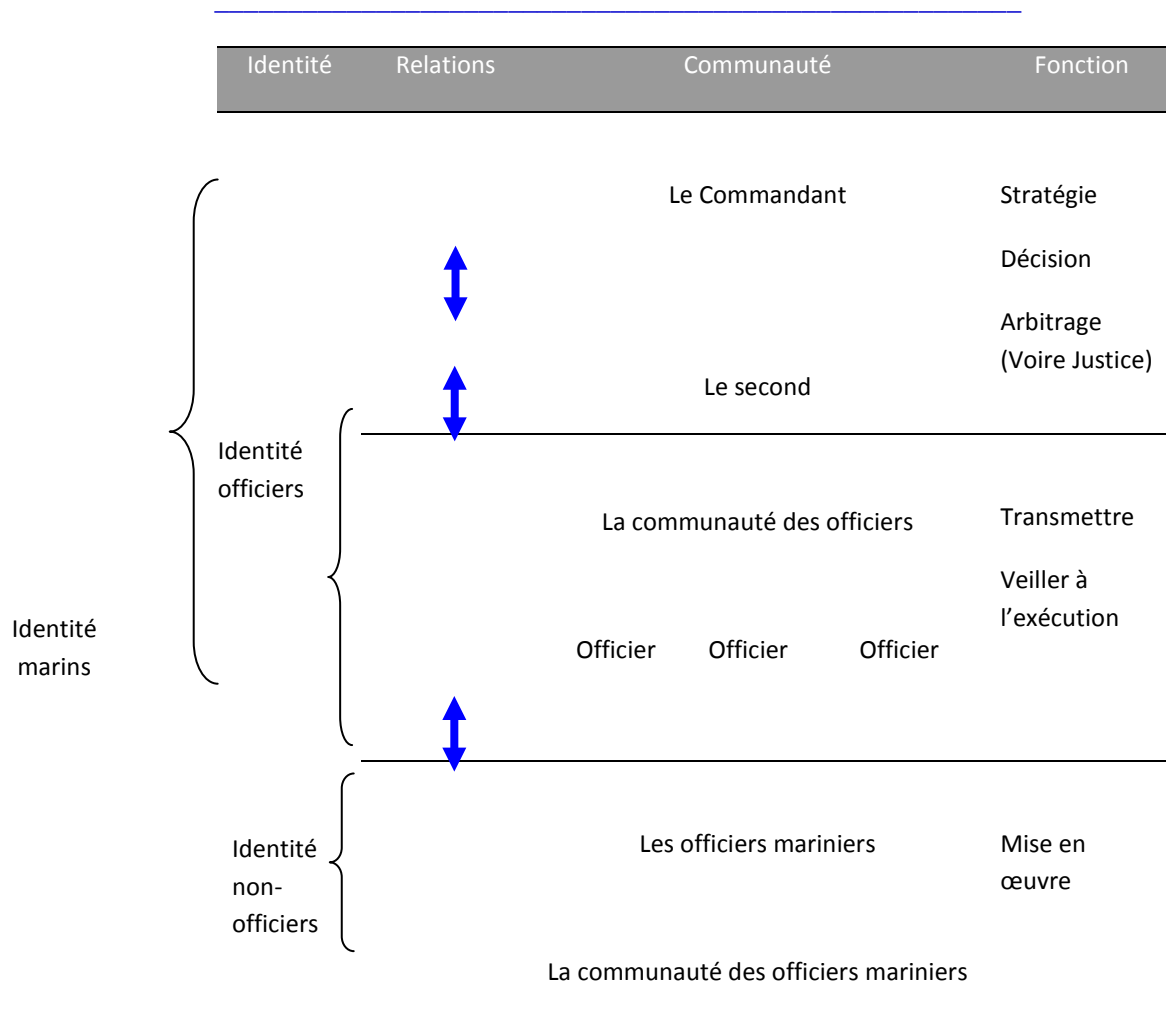 Identité Relations Communauté Fonction
Le Commandant Stratégie
Décision
Arbitrage
(Voire Justice)
Le second
Identité
officiers
La communauté des officiers Transmettre
Veiller à
l’exécution
Identité
marins
Officier Officier Officier
Les officiers mariniers Mise en
œuvre
Identité
non-
officiers
La communauté des officiers mariniers